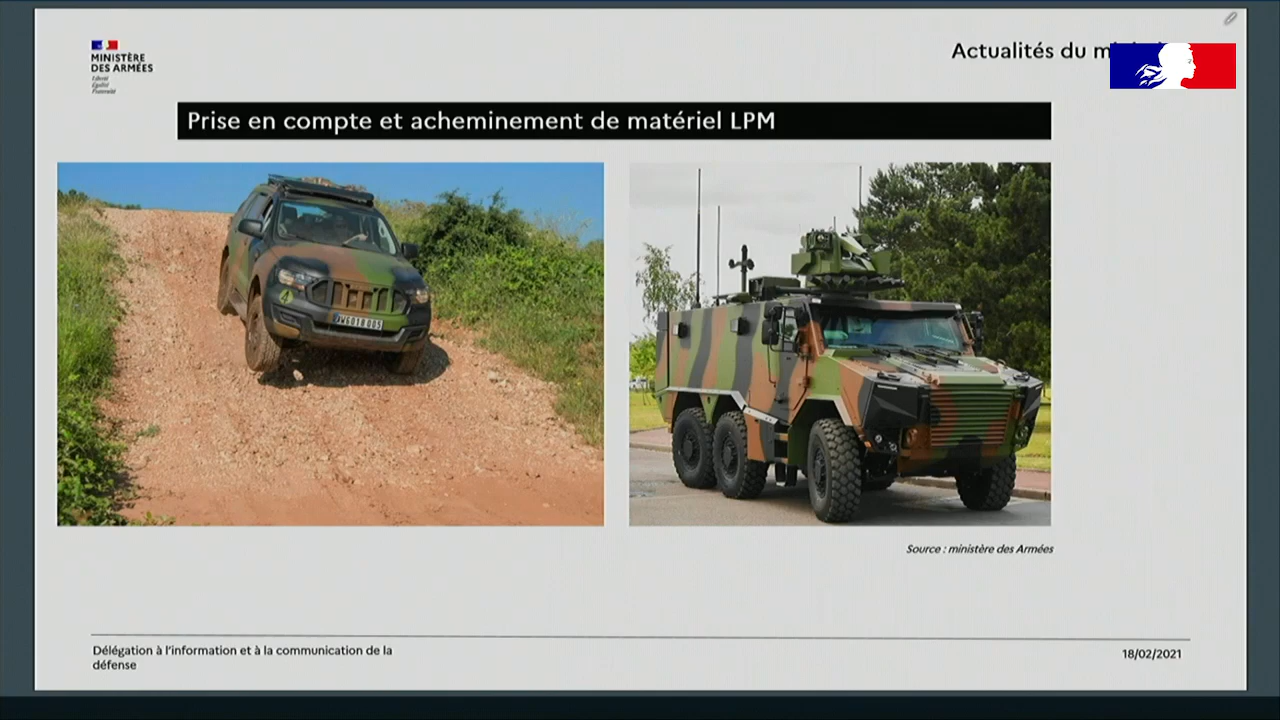 MINISTÈRE
DES ARMÉES
Liberté
Égalité
Fraternité
Actualités du m
Prise en compte et acheminement de matériel LPM
Source : ministère des Armées
Délégation à l'information et à la communication de la
défense
18/02/2021